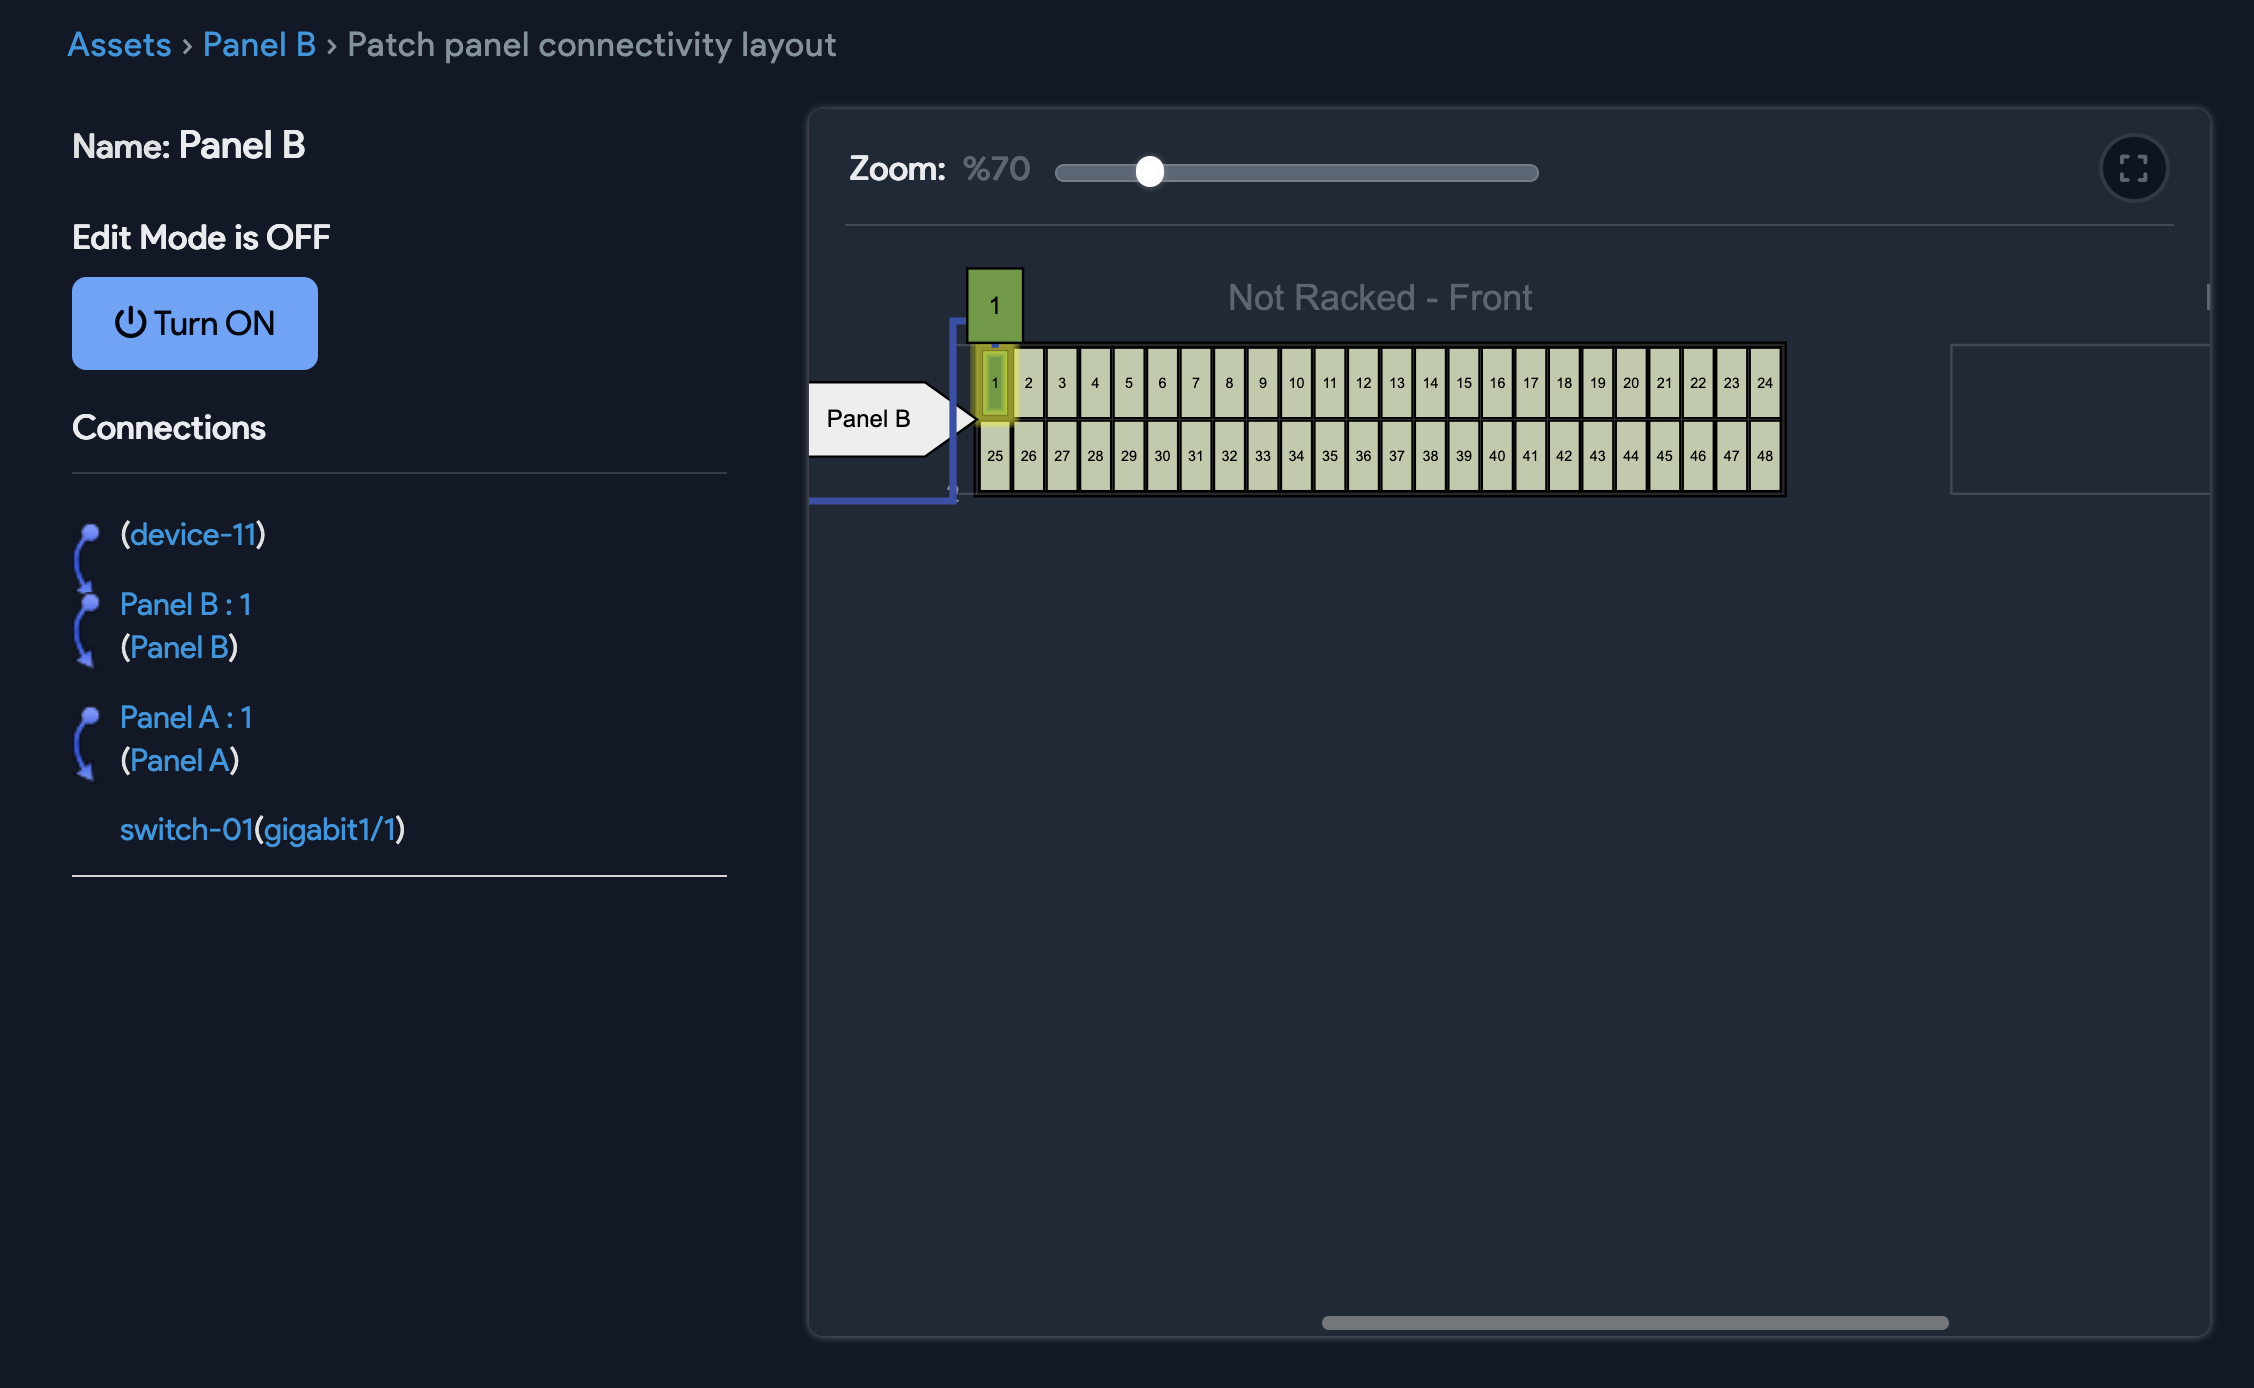 Assets › Panel B › Patch panel connectivity layout
Name: Panel B
Edit Mode is OFF
Turn ON
Connections
(device-11)
Panel B : 1
(Panel B)
Panel A : 1
(Panel A)
switch-01(gigabit1/1)
Zoom: %70
Not Racked - Front
1
Panel B
1 2 3 4 5 6 7 8 9 10 11 12 13 14 15 16 17 18 19 20 21 22 23 24
25 26 27 28 29 30 31 32 33 34 35 36 37 38 39 40 41 42 43 44 45 46 47 48